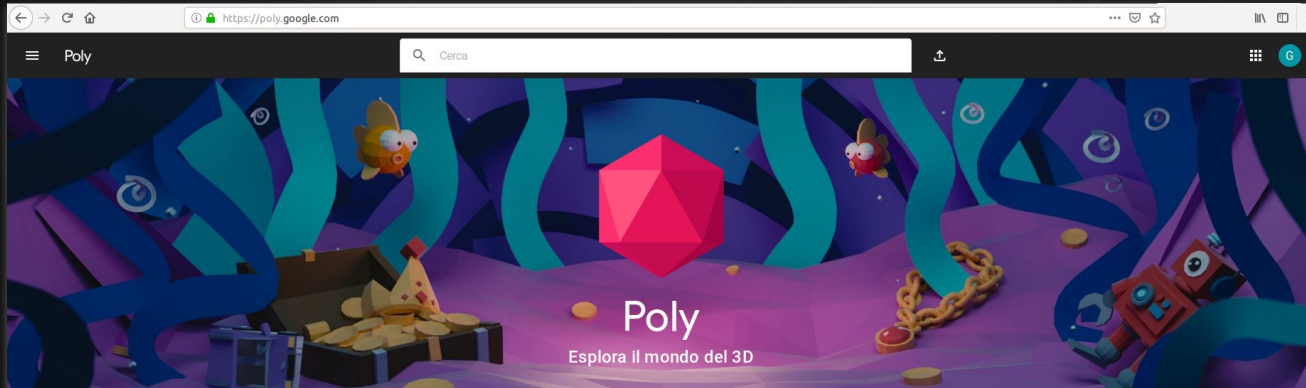 https://poly.google.com
Poly
Cerca
G
Poly
Esplora il mondo del 3D